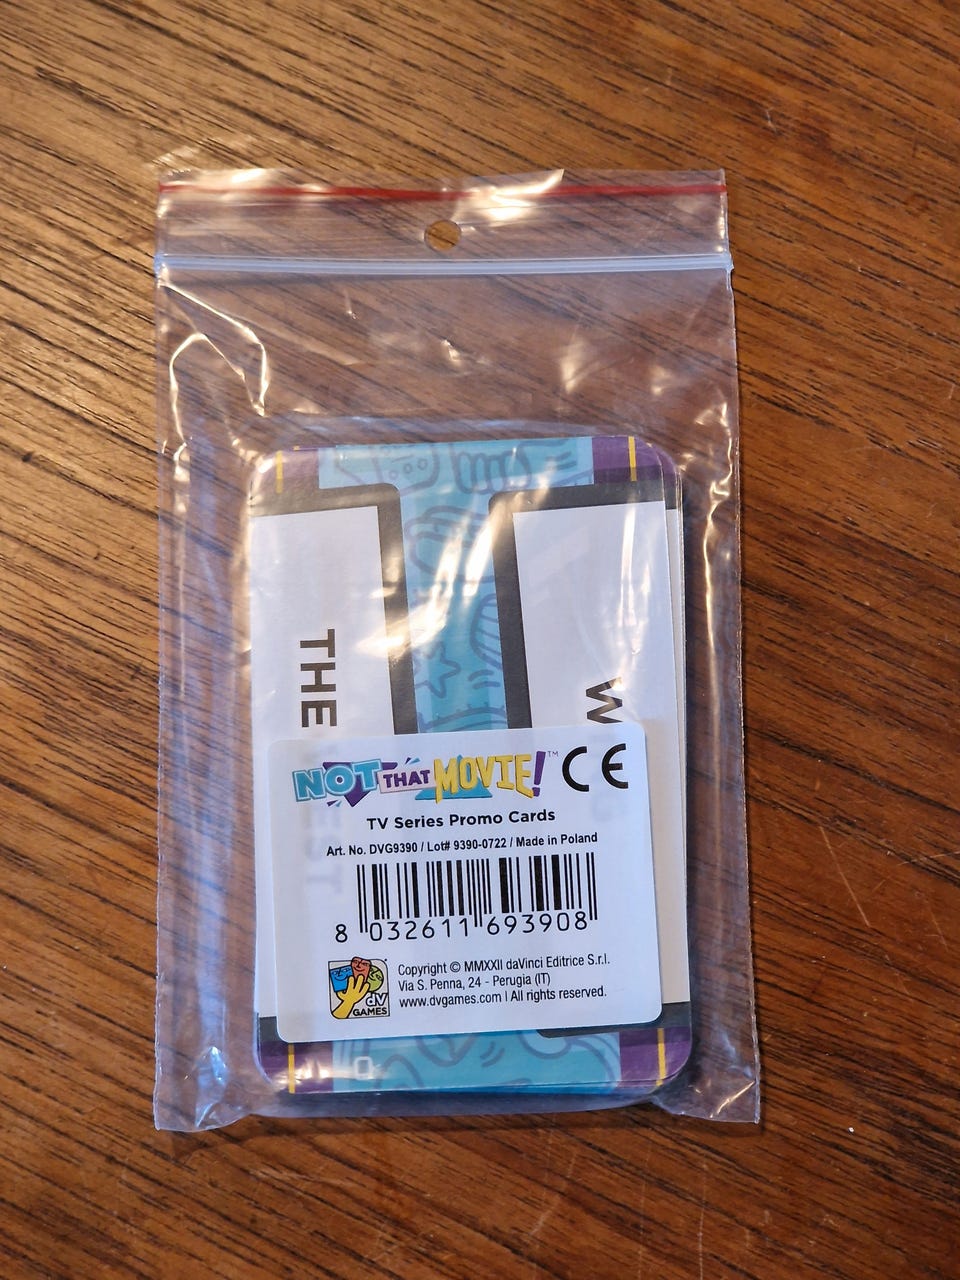 THE
W
NOT THAT MOVIE!™ CE
TV Series Promo Cards
Art. No. DVG9390 / Lot# 9390-0722 / Made in Poland
8 032611 693908
dV
GAMES
Copyright © MMXXII daVinci Editrice S.r.l.
Via S. Penna, 24 - Perugia (IT)
www.dvgames.com | All rights reserved.